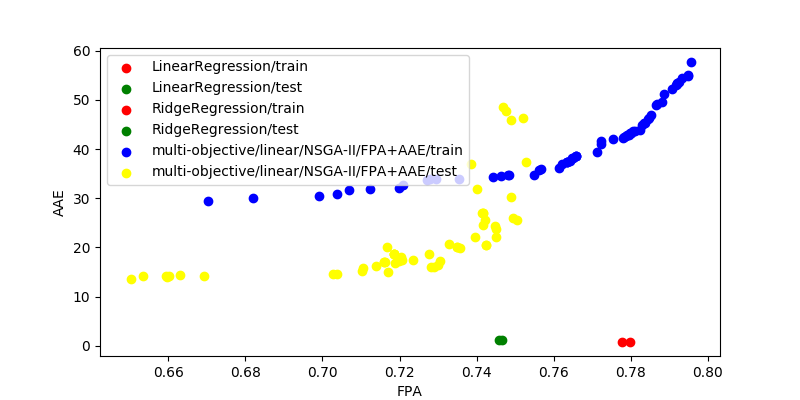 60
50
40
30
20
10
0
AAE
LinearRegression/train
LinearRegression/test
RidgeRegression/train
RidgeRegression/test
multi-objective/linear/NSGA-II/FPA+AAE/train
multi-objective/linear/NSGA-II/FPA+AAE/test
0.66 0.68 0.70 0.72 0.74 0.76 0.78 0.80
FPA